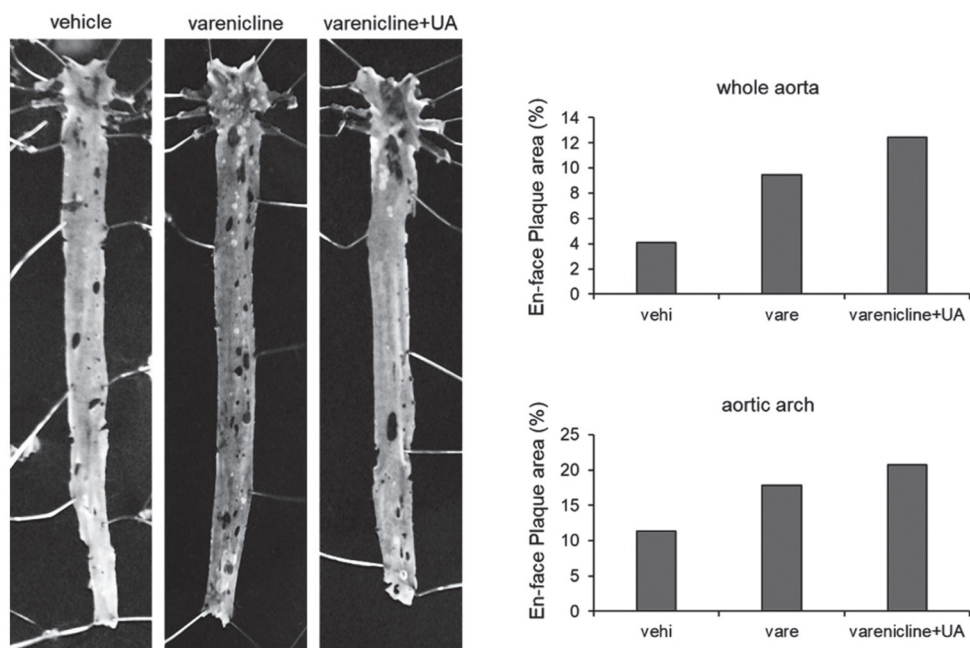 vehicle
varenicline
varenicline+UA
whole aorta
En-face Plaque area (%)
14
12
10
8
6
4
2
0
vehi
vare
varenicline+UA
aortic arch
En-face Plaque area (%)
25
20
15
10
5
0
vehi
vare
varenicline+UA